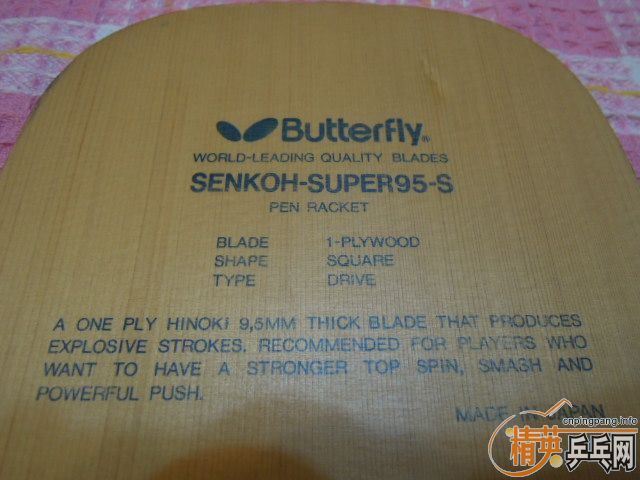 Butterfly®
WORLD-LEADING QUALITY BLADES
SENKOH-SUPER95-S
PEN RACKET
BLADE 1-PLYWOOD
SHAPE SQUARE
TYPE DRIVE
A ONE PLY HINOKI 9,5MM THICK BLADE THAT PRODUCES
EXPLOSIVE STROKES. RECOMMENDED FOR PLAYERS WHO
WANT TO HAVE A STRONGER TOP SPIN, SMASH AND
POWERFUL PUSH.
MADE IN JAPAN
cnpingpang.info
精英乒乓网